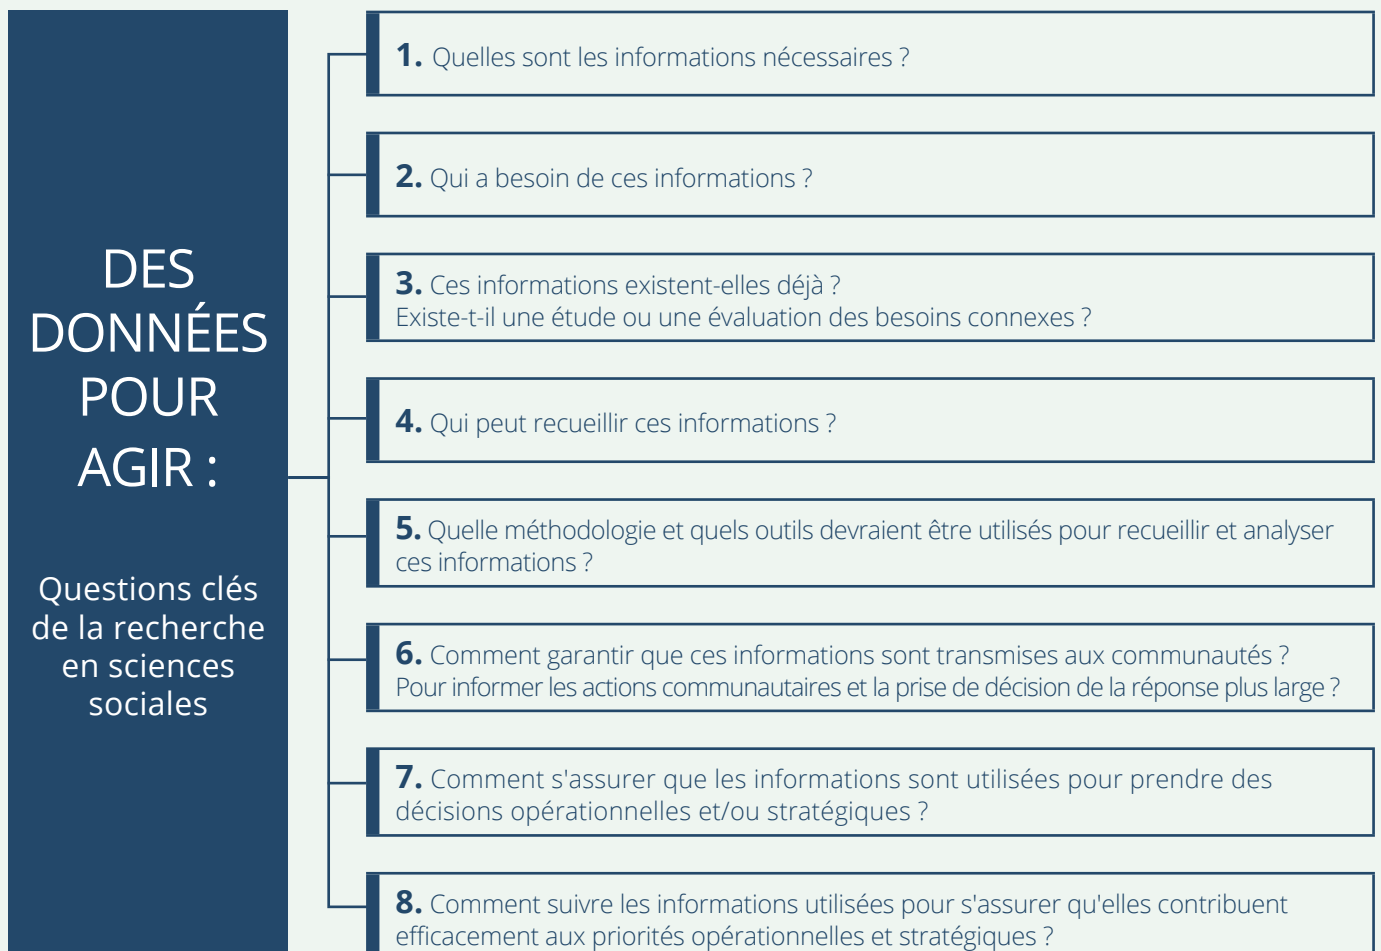 DES
DONNÉES
POUR
AGIR :
Questions clés
de la recherche
en sciences
sociales
1. Quelles sont les informations nécessaires ?
2. Qui a besoin de ces informations ?
3. Ces informations existent-elles déjà ?
Existe-t-il une étude ou une évaluation des besoins connexes ?
4. Qui peut recueillir ces informations ?
5. Quelle méthodologie et quels outils devraient être utilisés pour recueillir et analyser
ces informations ?
6. Comment garantir que ces informations sont transmises aux communautés ?
Pour informer les actions communautaires et la prise de décision de la réponse plus large ?
7. Comment s'assurer que les informations sont utilisées pour prendre des
décisions opérationnelles et/ou stratégiques ?
8. Comment suivre les informations utilisées pour s'assurer qu'elles contribuent
efficacement aux priorités opérationnelles et stratégiques ?